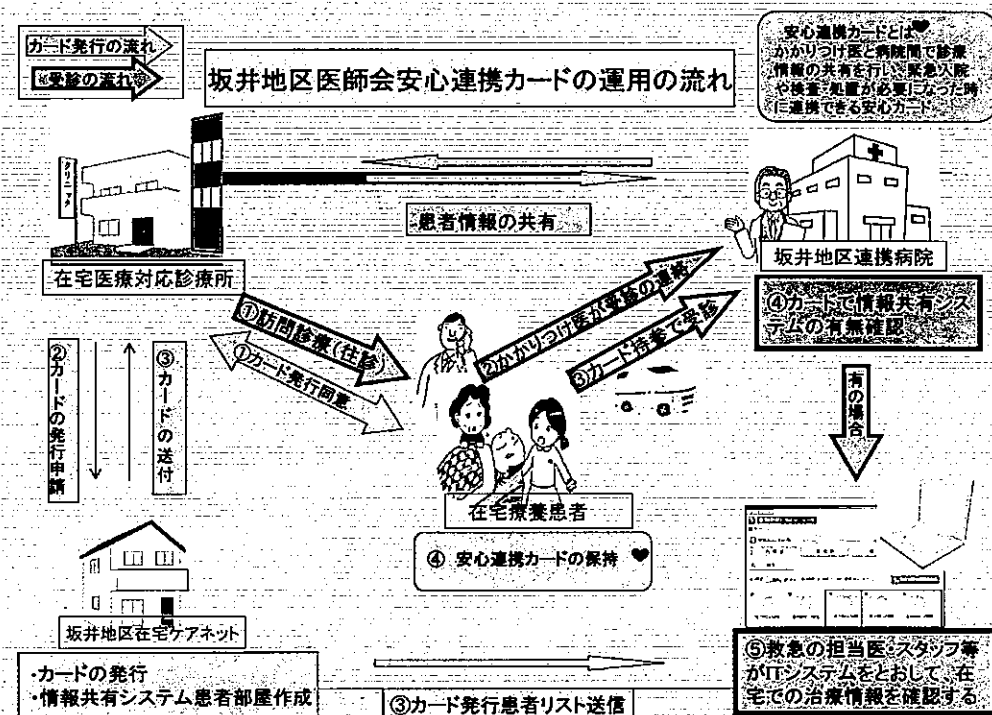 カード発行の流れ
※受診の流れ※
坂井地区医師会安心連携カードの運用の流れ
安心連携カードとは♥
かかりつけ医と病院間で診療
情報の共有を行い、緊急入院
や検査・処置が必要になった時
に連携できる安心カード
クリニック
在宅医療対応診療所
患者情報の共有
坂井地区連携病院
④カードで情報共有シス
テムの有無確認
①訪問診療(往診)
①カード発行同意
②かかりつけ医が受診の連絡
③カード持参で受診
②カードの発行申請
③カードの送付
有の場合
在宅療養患者
④ 安心連携カードの保持 ♥
坂井地区在宅ケアネット
・カードの発行
・情報共有システム患者部屋作成
③カード発行患者リスト送信
⑤救急の担当医・スタッフ等
がITシステムをとおして、在
宅での治療情報を確認する